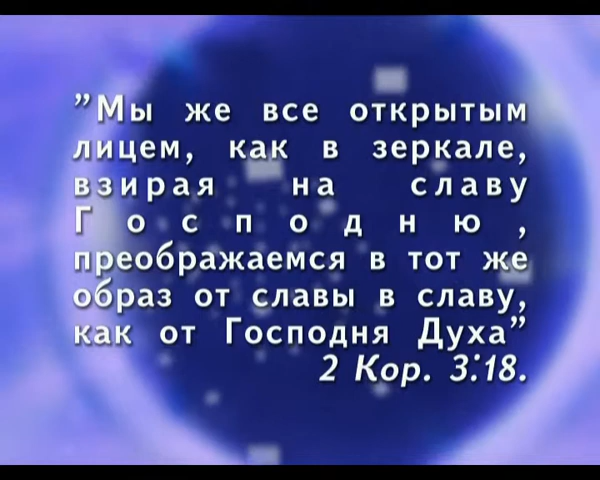 ”Мы же все открытым
лицем, как в зеркале,
взирая на славу
Господню,
преображаемся в тот же
образ от славы в славу,
как от Господня Духа”
2 Кор. 3:18.